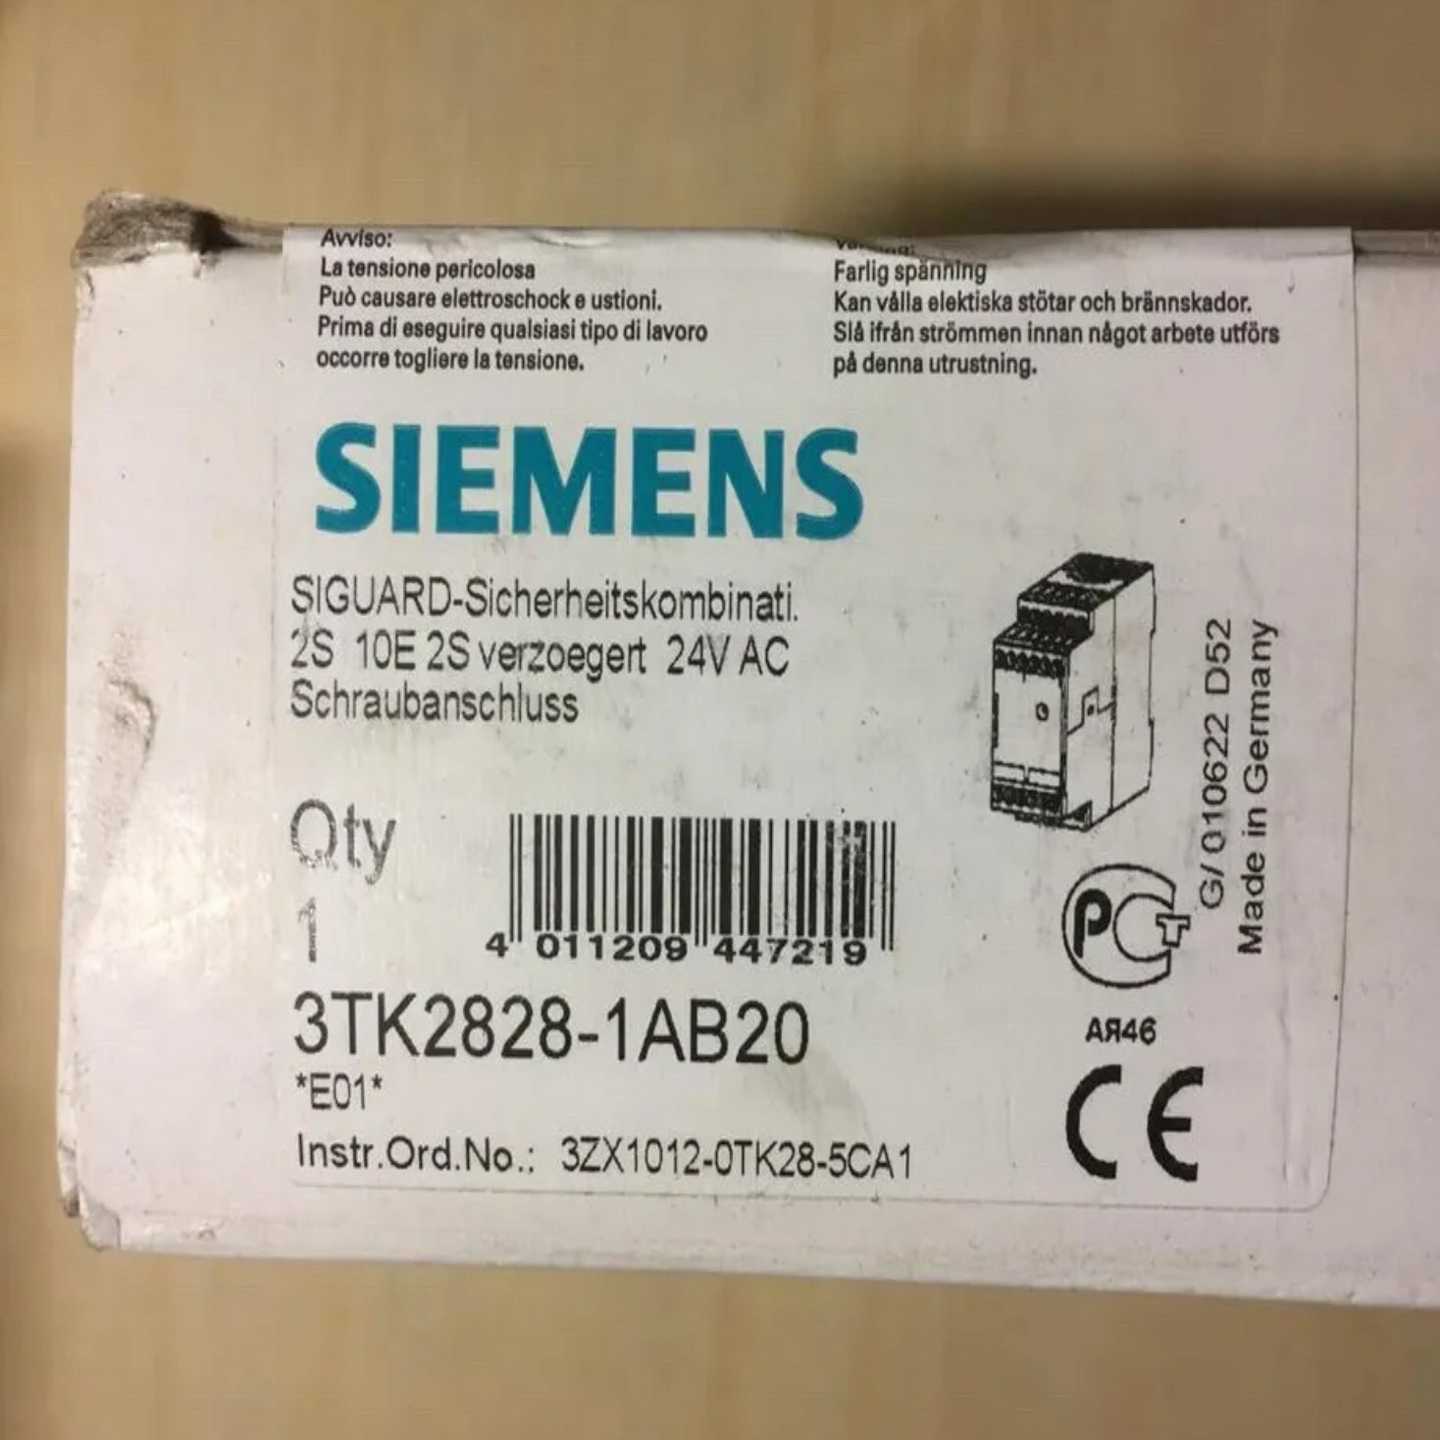 Avviso:
La tensione pericolosa
Può causare elettroschock e ustioni.
Prima di eseguire qualsiasi tipo di lavoro
occorre togliere la tensione.
Farlig spänning
Kan vålla elektiska stötar och brännskador.
Slå ifrån strömmen innan något arbete utförs
på denna utrustning.
SIEMENS
SIGUARD-Sicherheitskombinati.
2S 10E 2S verzoegert 24V AC
Schraubanschluss
G/ 010622 D52
Made in Germany
Qty
1
4 011209 447219
PC
AЯ46
3TK2828-1AB20
*E01*
CE
Instr.Ord.No.: 3ZX1012-0TK28-5CA1